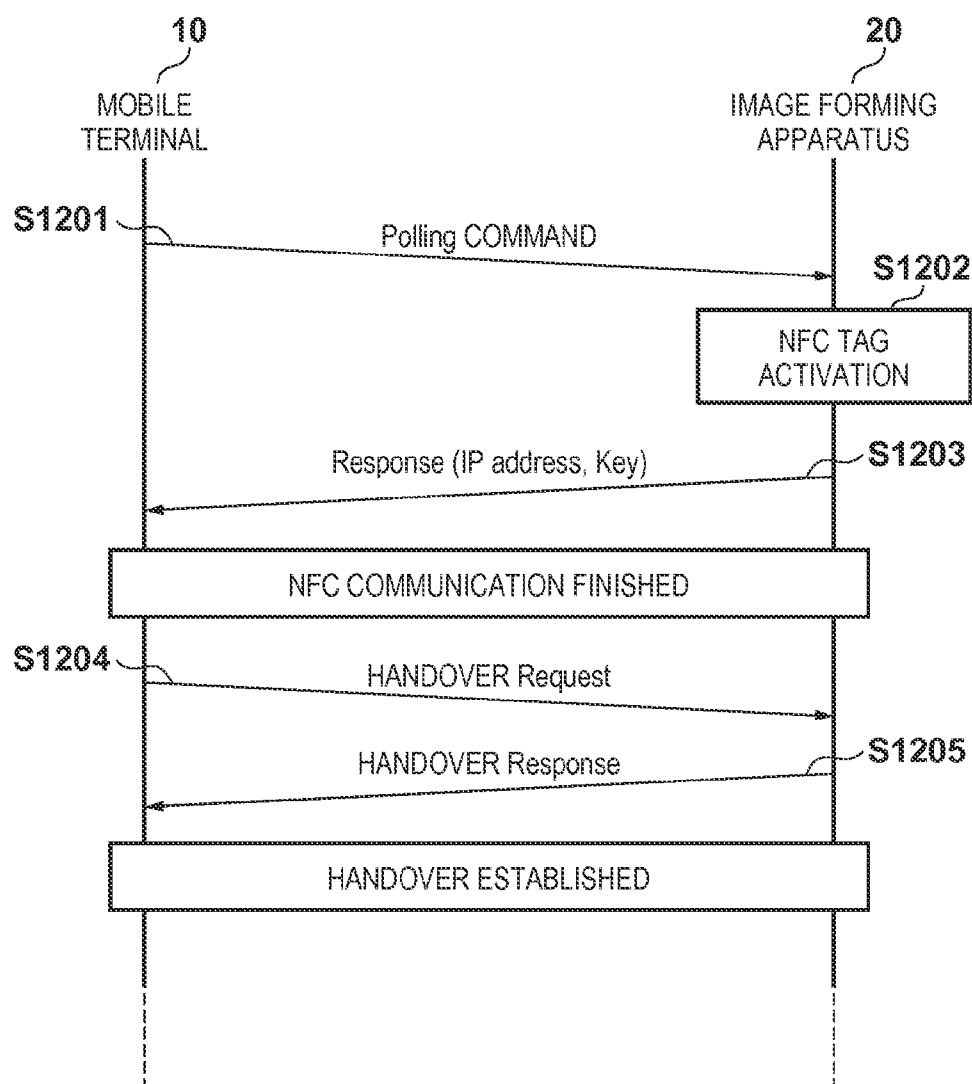 10
20
MOBILE
TERMINAL
IMAGE FORMING
APPARATUS
S1201
Polling COMMAND
S1202
NFC TAG
ACTIVATION
Response (IP address, Key)
S1203
NFC COMMUNICATION FINISHED
S1204
HANDOVER Request
HANDOVER Response
S1205
HANDOVER ESTABLISHED